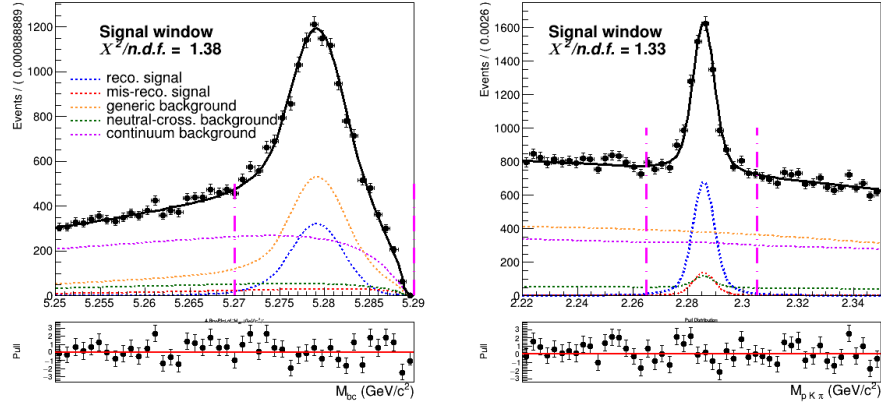 Signal window
X²/n.d.f. = 1.38
reco. signal
mis-reco. signal
generic background
neutral-cross. background
continuum background
Events / ( 0.000888889 )
1200
1000
800
600
400
200
0
5.25 5.255 5.26 5.265 5.27 5.275 5.28 5.285 5.29
Pull
3
2
1
0
−1
−2
−3
M_bc (GeV/c²)
Signal window
X²/n.d.f. = 1.33
Events / ( 0.0026 )
1600
1400
1200
1000
800
600
400
200
0
2.22 2.24 2.26 2.28 2.3 2.32 2.34
Pull Distribution
Pull
3
2
1
0
−1
−2
−3
M_p K π (GeV/c²)